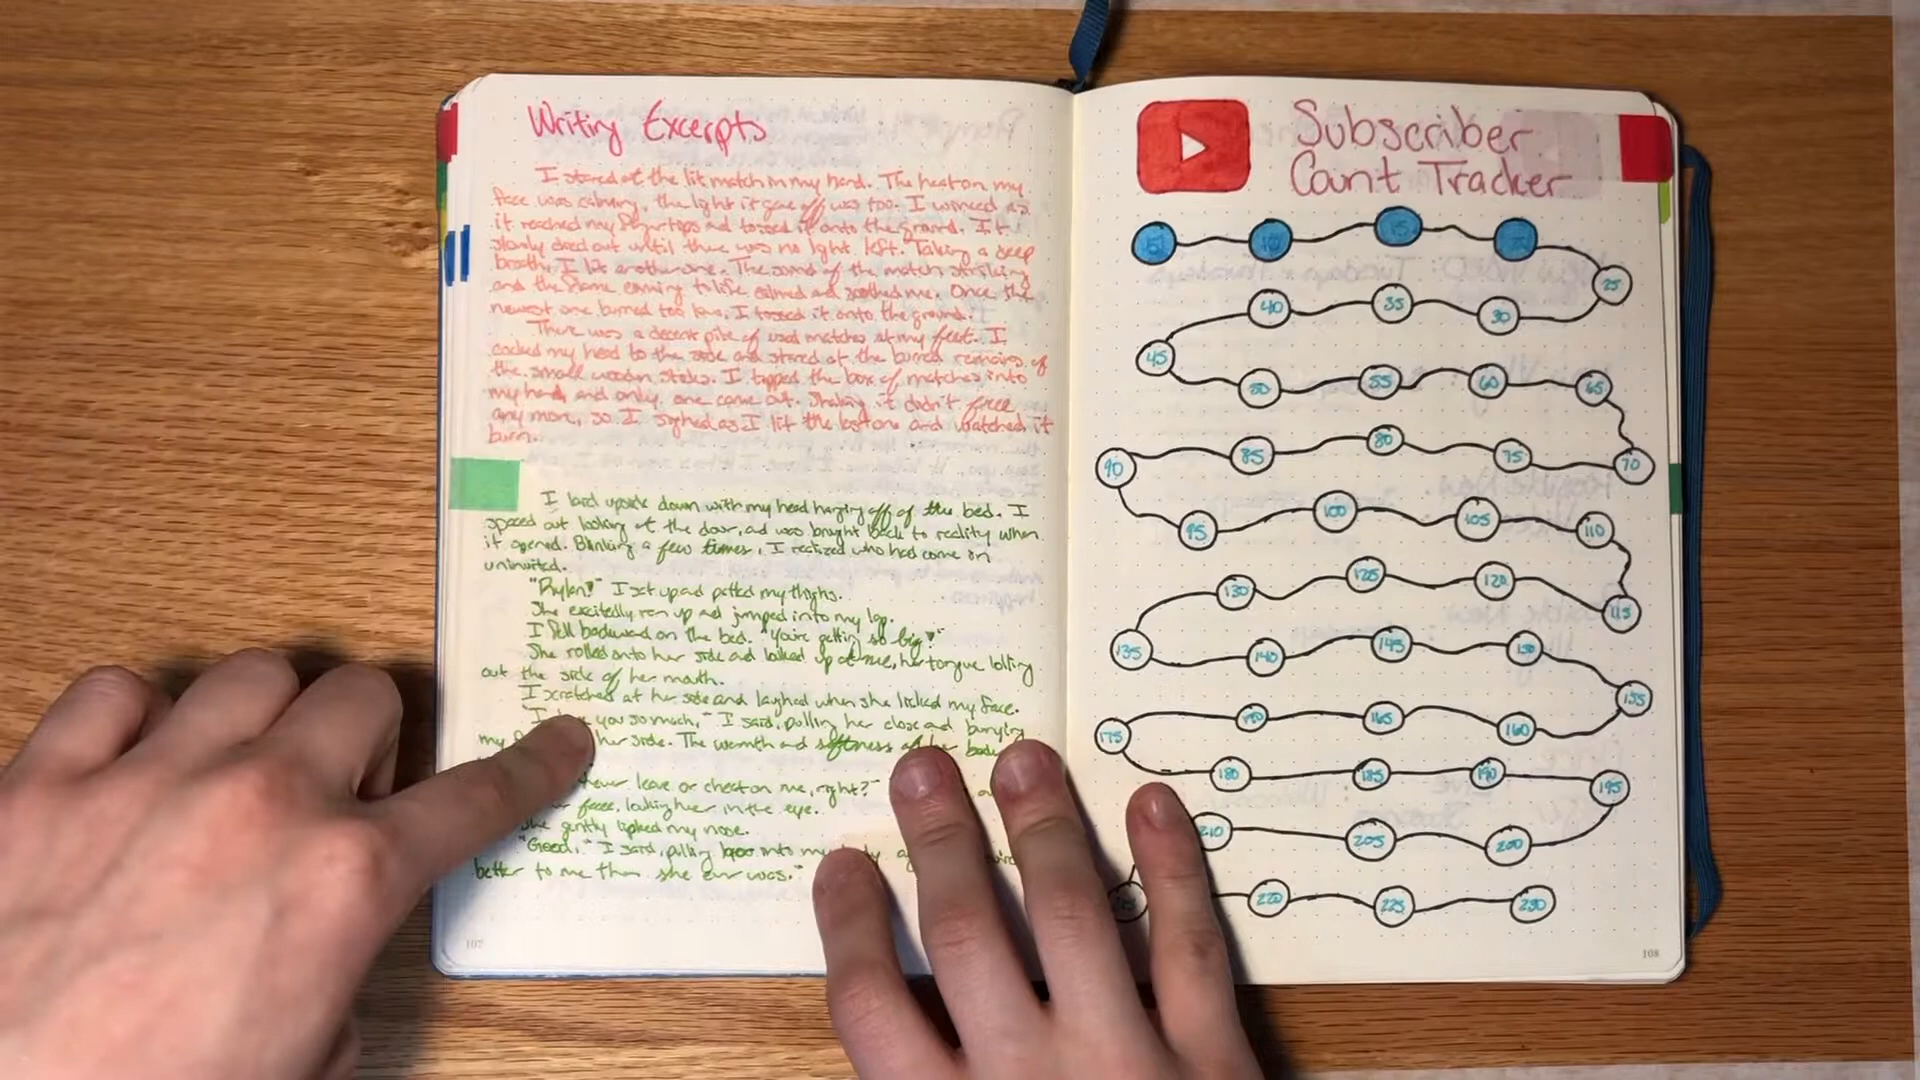 Writing Excerpts
I stared at the lit match in my hand. The heat on my
face was calming, the light it gave off was too. I winced as
it reached my fingertips and tossed it onto the ground. It
slowly died out until there was no light left. Taking a deep
breath, I lit another one. The sound of the match striking
and the flame coming to life calmed and soothed me. Once the
newest one burned too low, I tossed it onto the ground.
There was a decent pile of used matches at my feet. I
cocked my head to the side and stared at the burned remains of
the small wooden sticks. I tapped the box of matches into
my hand and only one came out. Shaking it didn't free
any more, so I sighed as I lit the last one and watched it
burn.
I laid upside down with my head hanging off of the bed. I
spaced out looking at the door, and was brought back to reality when
it opened. Blinking a few times, I realized who had come in
uninvited.
I sat up and patted my thighs.
She excitedly ran up and jumped into my lap.
I fell backward on the bed. "You're getting so big!"
She rolled onto her side and looked up at me, her tongue lolling
out the side of her mouth.
I scratched at her side and laughed when she licked my face.
"I you so much," I said, pulling her close and burying
my her side. The warmth and softness of her
never leave or cheat on me, right?"
face, looking her in the eye.
She gently licked my nose.
"Good," I said, pulling into my
better to me than she ever was."
107
Subscriber
Count Tracker
25
40 35 30
45
50 55 60 65
90 85 80 75 70
95 100 105 110
130 125 120
115
135 140 145 150
155
175 170 165 160
180 185 190 195
210 205 200
220 225 230
108